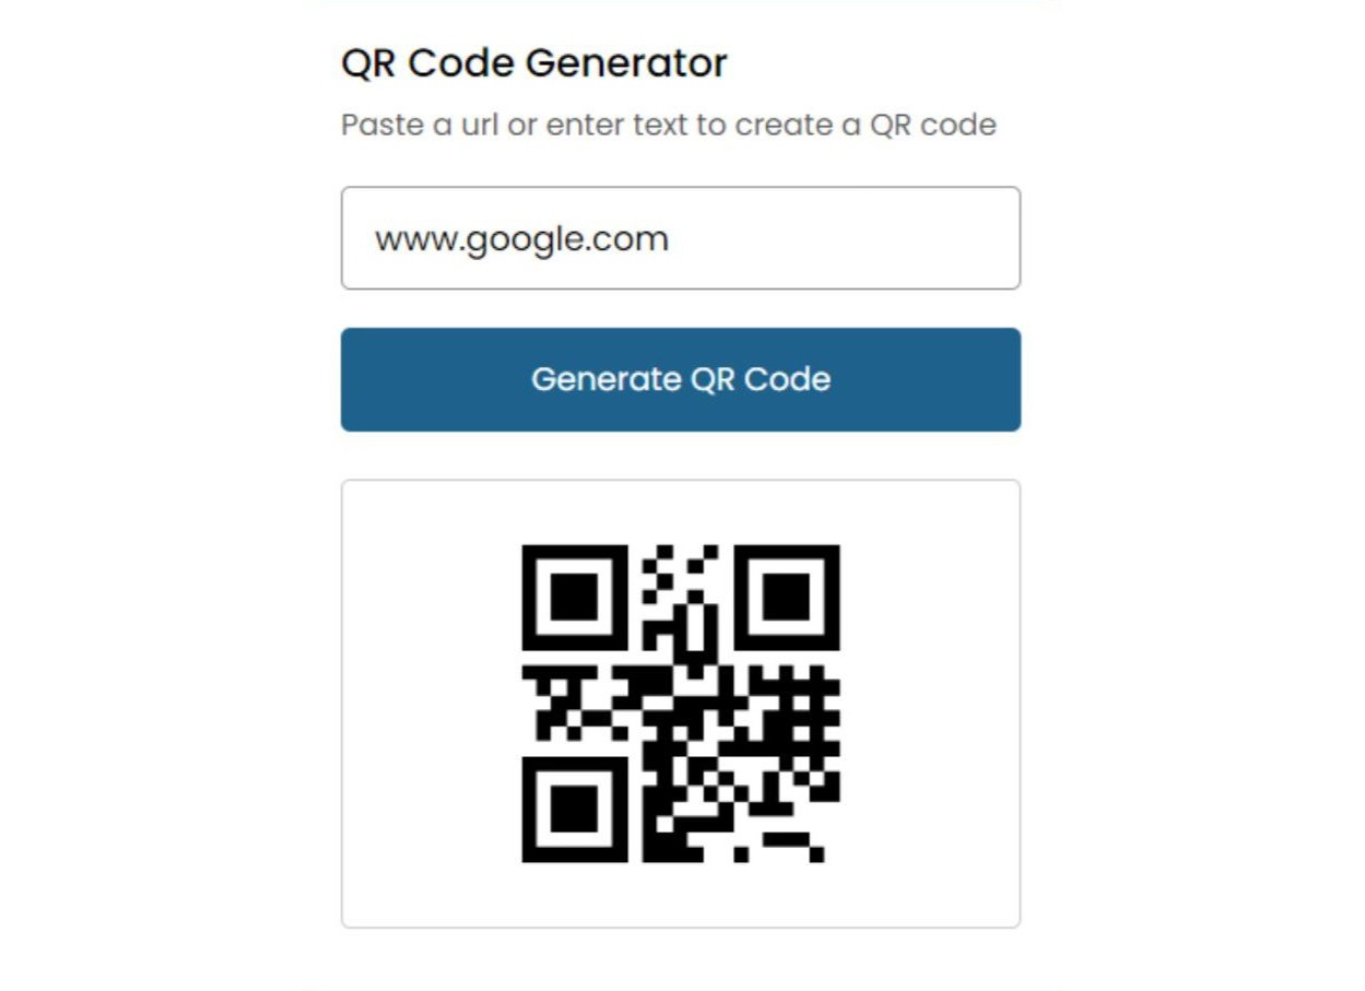 QR Code Generator
Paste a url or enter text to create a QR code
www.google.com
Generate QR Code